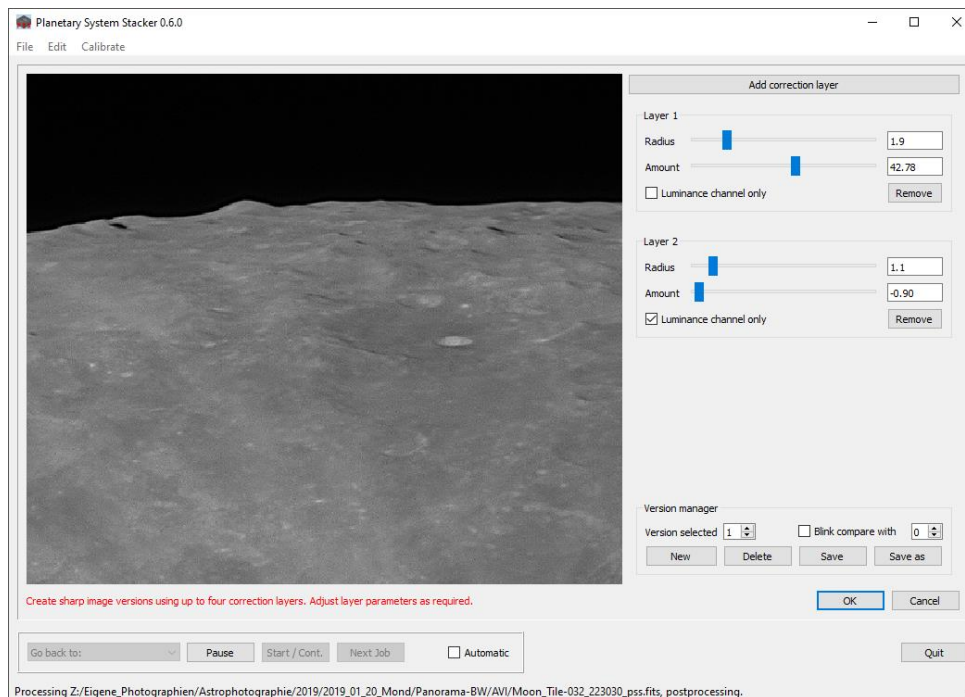 Planetary System Stacker 0.6.0
File Edit Calibrate
Add correction layer
Layer 1
Radius 1.9
Amount 42.78
Luminance channel only Remove
Layer 2
Radius 1.1
Amount -0.90
Luminance channel only Remove
Version manager
Version selected 1 Blink compare with 0
New Delete Save Save as
Create sharp image versions using up to four correction layers. Adjust layer parameters as required.
OK Cancel
Go back to: Pause Start / Cont. Next Job Automatic Quit
Processing Z:/Eigene_Photographien/Astrophotographie/2019/2019_01_20_Mond/Panorama-BW/AVI/Moon_Tile-032_223030_pss.fits, postprocessing.